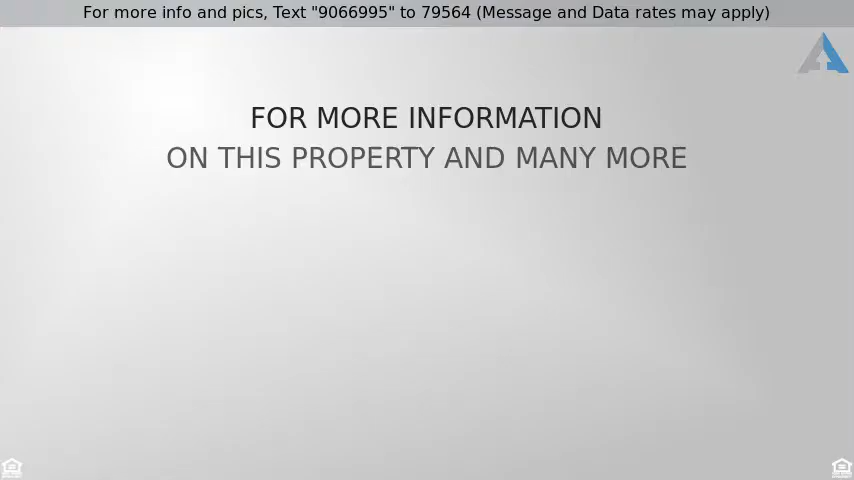 For more info and pics, Text "9066995" to 79564 (Message and Data rates may apply)
FOR MORE INFORMATION
ON THIS PROPERTY AND MANY MORE